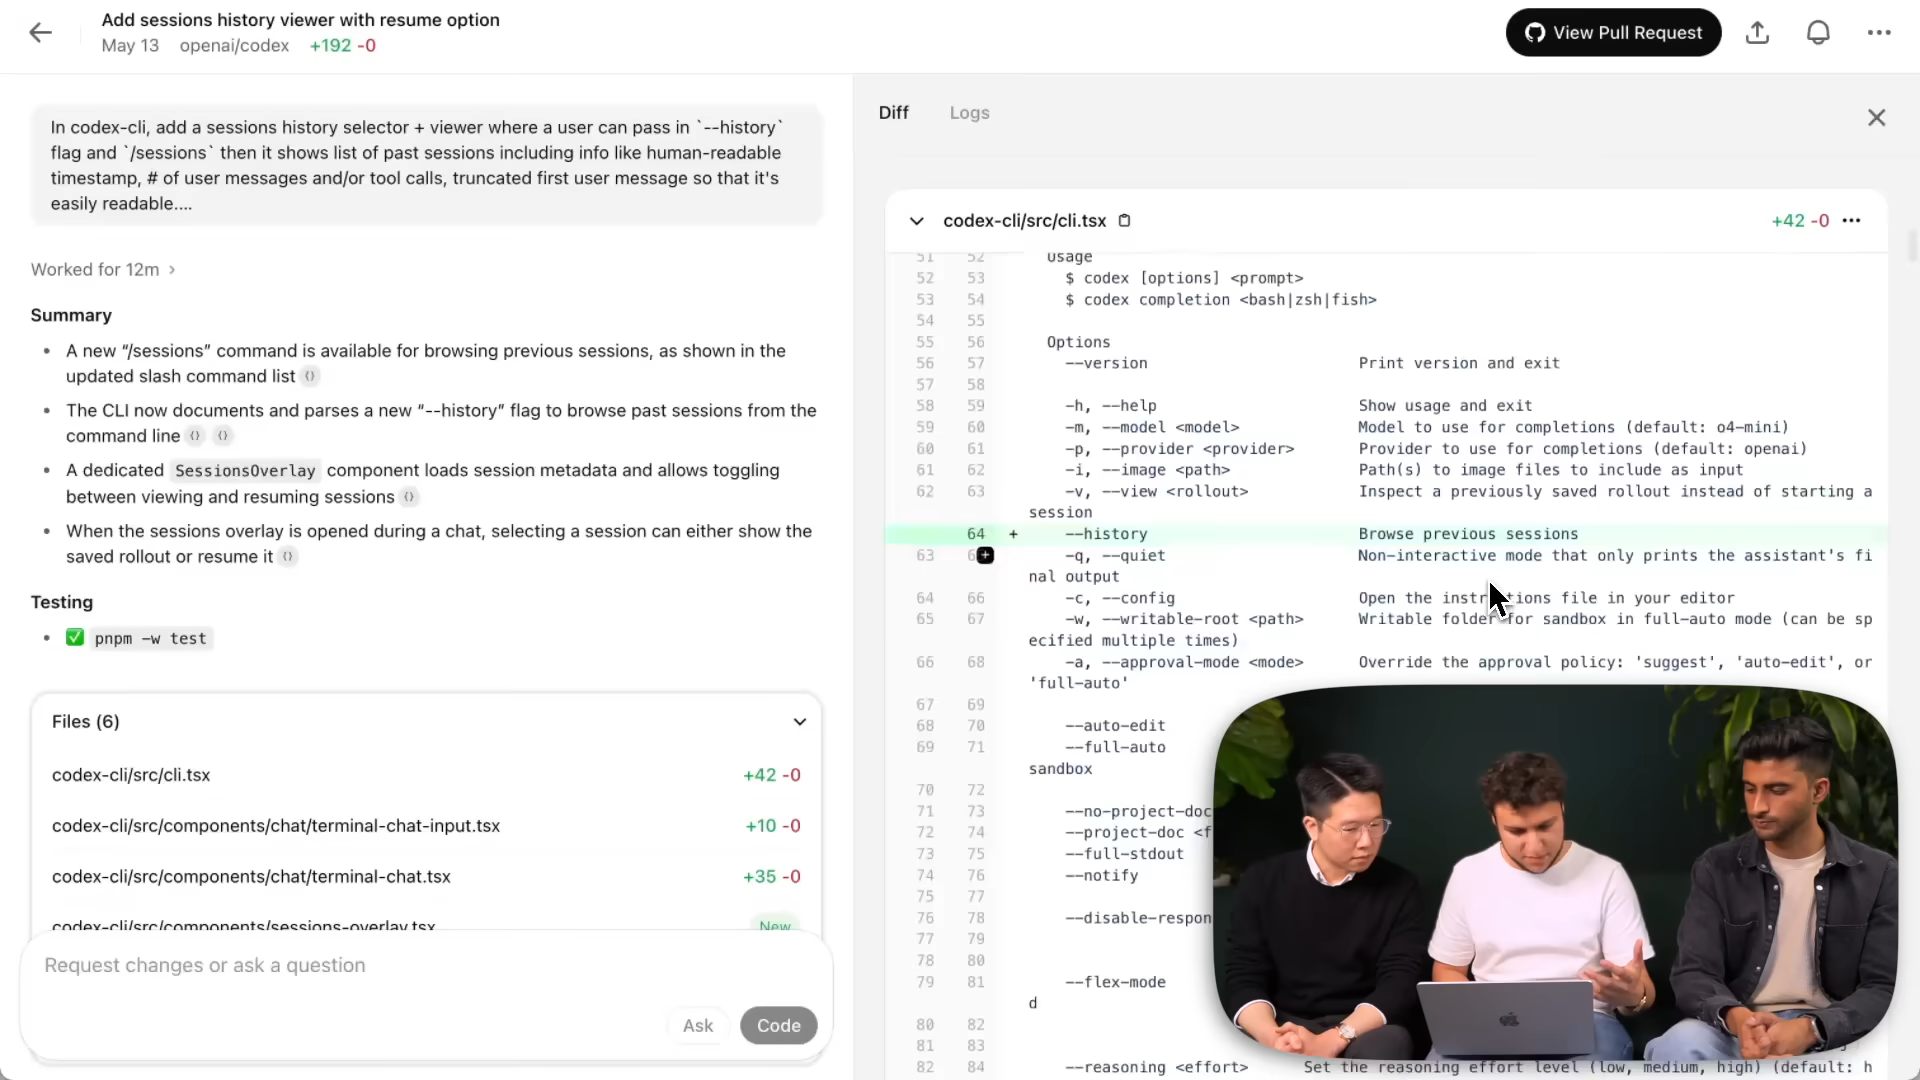 Add sessions history viewer with resume option
May 13 openai/codex +192 -0
View Pull Request
In codex-cli, add a sessions history selector + viewer where a user can pass in `--history`
flag and `/sessions` then it shows list of past sessions including info like human-readable
timestamp, # of user messages and/or tool calls, truncated first user message so that it's
easily readable....
Worked for 12m >
Summary
• A new “/sessions” command is available for browsing previous sessions, as shown in the
updated slash command list
• The CLI now documents and parses a new “--history” flag to browse past sessions from the
command line
• A dedicated SessionsOverlay component loads session metadata and allows toggling
between viewing and resuming sessions
• When the sessions overlay is opened during a chat, selecting a session can either show the
saved rollout or resume it
Testing
• ✅ pnpm -w test
Files (6)
codex-cli/src/cli.tsx +42 -0
codex-cli/src/components/chat/terminal-chat-input.tsx +10 -0
codex-cli/src/components/chat/terminal-chat.tsx +35 -0
codex-cli/src/components/sessions-overlay.tsx New
Request changes or ask a question
Ask Code
Diff Logs
codex-cli/src/cli.tsx +42 -0
51 52 Usage
52 53 $ codex [options] <prompt>
53 54 $ codex completion <bash|zsh|fish>
54 55
55 56 Options
56 57 --version Print version and exit
57 58
58 59 -h, --help Show usage and exit
59 60 -m, --model <model> Model to use for completions (default: o4-mini)
60 61 -p, --provider <provider> Provider to use for completions (default: openai)
61 62 -i, --image <path> Path(s) to image files to include as input
62 63 -v, --view <rollout> Inspect a previously saved rollout instead of starting a
session
64 + --history Browse previous sessions
63 -q, --quiet Non-interactive mode that only prints the assistant's fi
nal output
64 66 -c, --config Open the instructions file in your editor
65 67 -w, --writable-root <path> Writable folder for sandbox in full-auto mode (can be sp
ecified multiple times)
66 68 -a, --approval-mode <mode> Override the approval policy: 'suggest', 'auto-edit', or
'full-auto'
67 69
68 70 --auto-edit
69 71 --full-auto
sandbox
70 72
71 73 --no-project-doc
72 74 --project-doc <f
73 75 --full-stdout
74 76 --notify
75 77
76 78 --disable-respon
77 79
78 80
79 81 --flex-mode
d
80 82
81 83
82 84 --reasoning <effort> Set the reasoning effort level (low, medium, high) (default: h